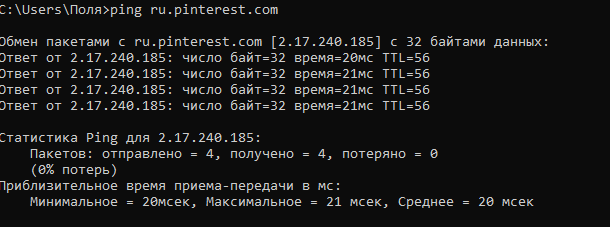 C:\Users\Поля>ping ru.pinterest.com
Обмен пакетами с ru.pinterest.com [2.17.240.185] с 32 байтами данных:
Ответ от 2.17.240.185: число байт=32 время=20мс TTL=56
Ответ от 2.17.240.185: число байт=32 время=21мс TTL=56
Ответ от 2.17.240.185: число байт=32 время=21мс TTL=56
Ответ от 2.17.240.185: число байт=32 время=21мс TTL=56
Статистика Ping для 2.17.240.185:
    Пакетов: отправлено = 4, получено = 4, потеряно = 0
    (0% потерь)
Приблизительное время приема-передачи в мс:
    Минимальное = 20мсек, Максимальное = 21 мсек, Среднее = 20 мсек